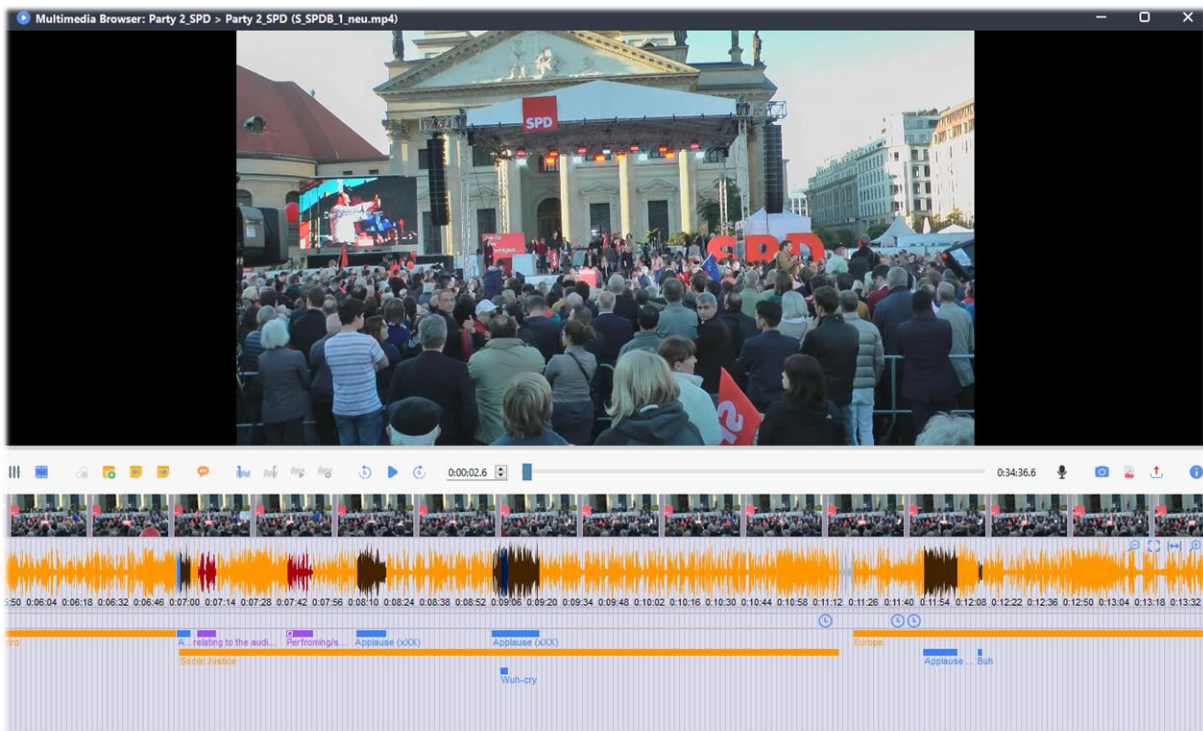 Multimedia Browser: Party 2_SPD > Party 2_SPD (S_SPDB_1_neu.mp4)
SPD
SPD
0:00:02.6
0:34:36.6
5:50 0:06:04 0:06:18 0:06:32 0:06:46 0:07:00 0:07:14 0:07:28 0:07:42 0:07:56 0:08:10 0:08:24 0:08:38 0:08:52 0:09:06 0:09:20 0:09:34 0:09:48 0:10:02 0:10:16 0:10:30 0:10:44 0:10:58 0:11:12 0:11:26 0:11:40 0:11:54 0:12:08 0:12:22 0:12:36 0:12:50 0:13:04 0:13:18 0:13:32
A... relating to the audi... Perfroming/s... Applause (xXX) Applause (xXX) Europe
Social Justice Applause ... Buh
Wuh-cry